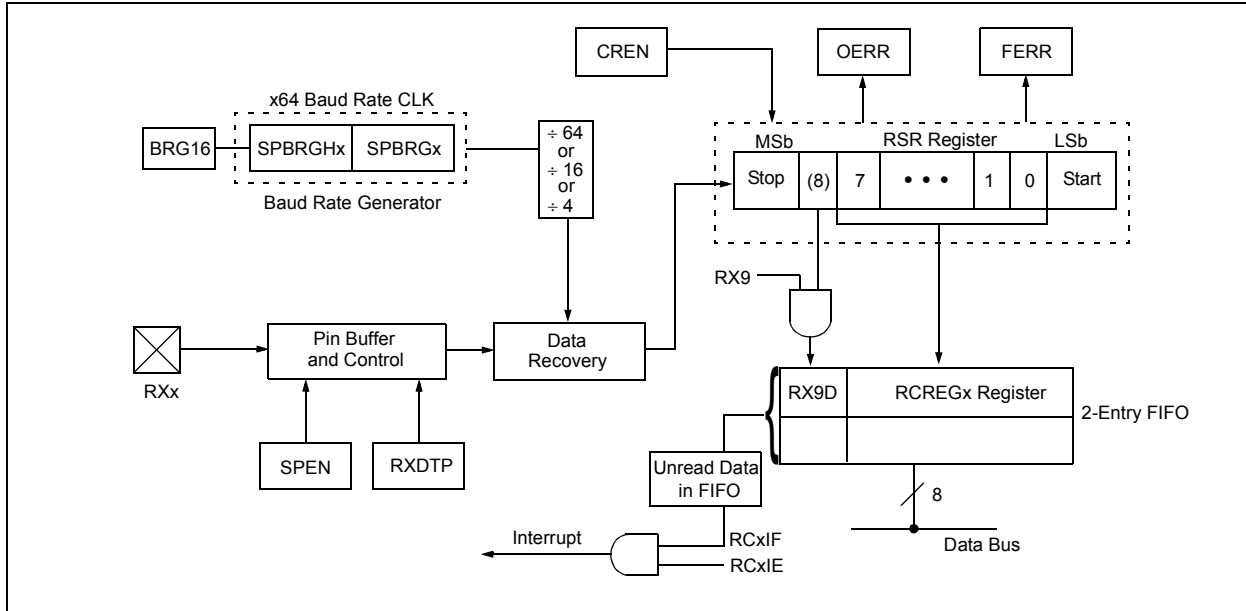 CREN
OERR
FERR
x64 Baud Rate CLK
BRG16
SPBRGHx
SPBRGx
Baud Rate Generator
÷ 64
or
÷ 16
or
÷ 4
MSb
RSR Register
LSb
Stop
(8)
7
• • •
1
0
Start
RX9
RXx
Pin Buffer
and Control
Data
Recovery
SPEN
RXDTP
RX9D
RCREGx Register
2-Entry FIFO
Unread Data
in FIFO
8
Data Bus
Interrupt
RCxIF
RCxIE